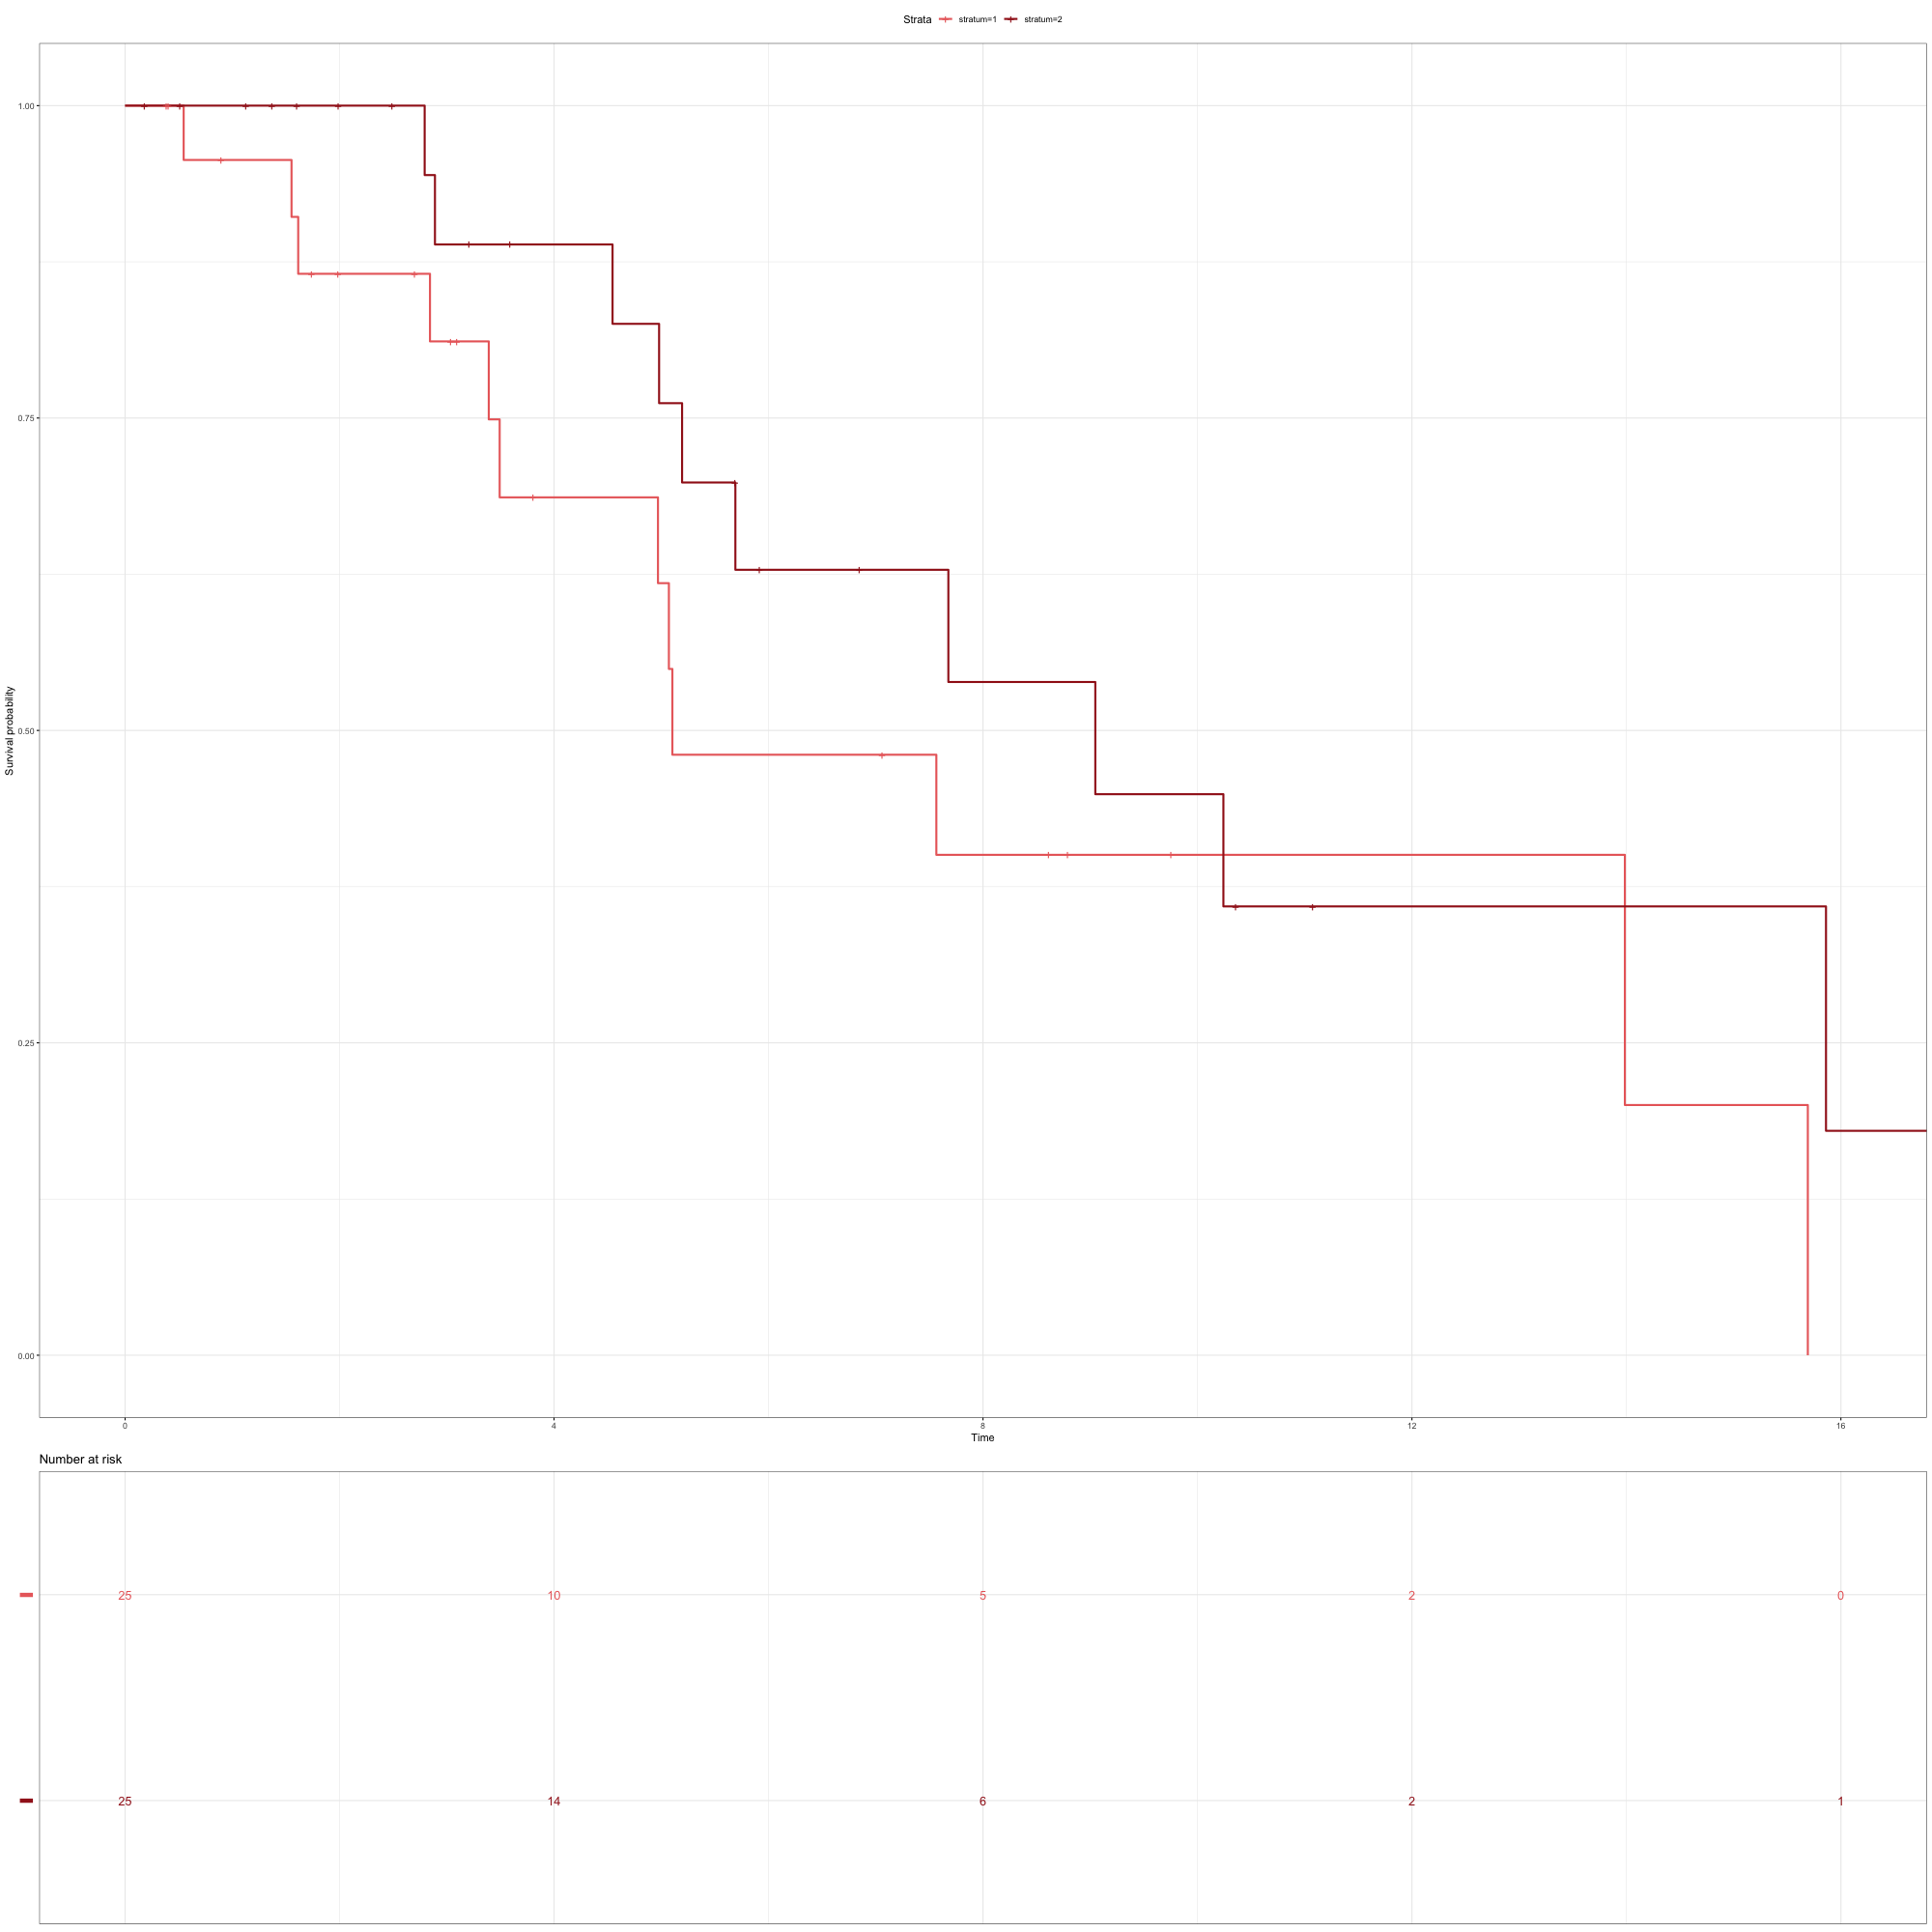 Strata stratum=1 stratum=2
1.00
0.75
0.50
0.25
0.00
Survival probability
0 4 8 12 16
Time
Number at risk
25 10 5 2 0
25 14 6 2 1